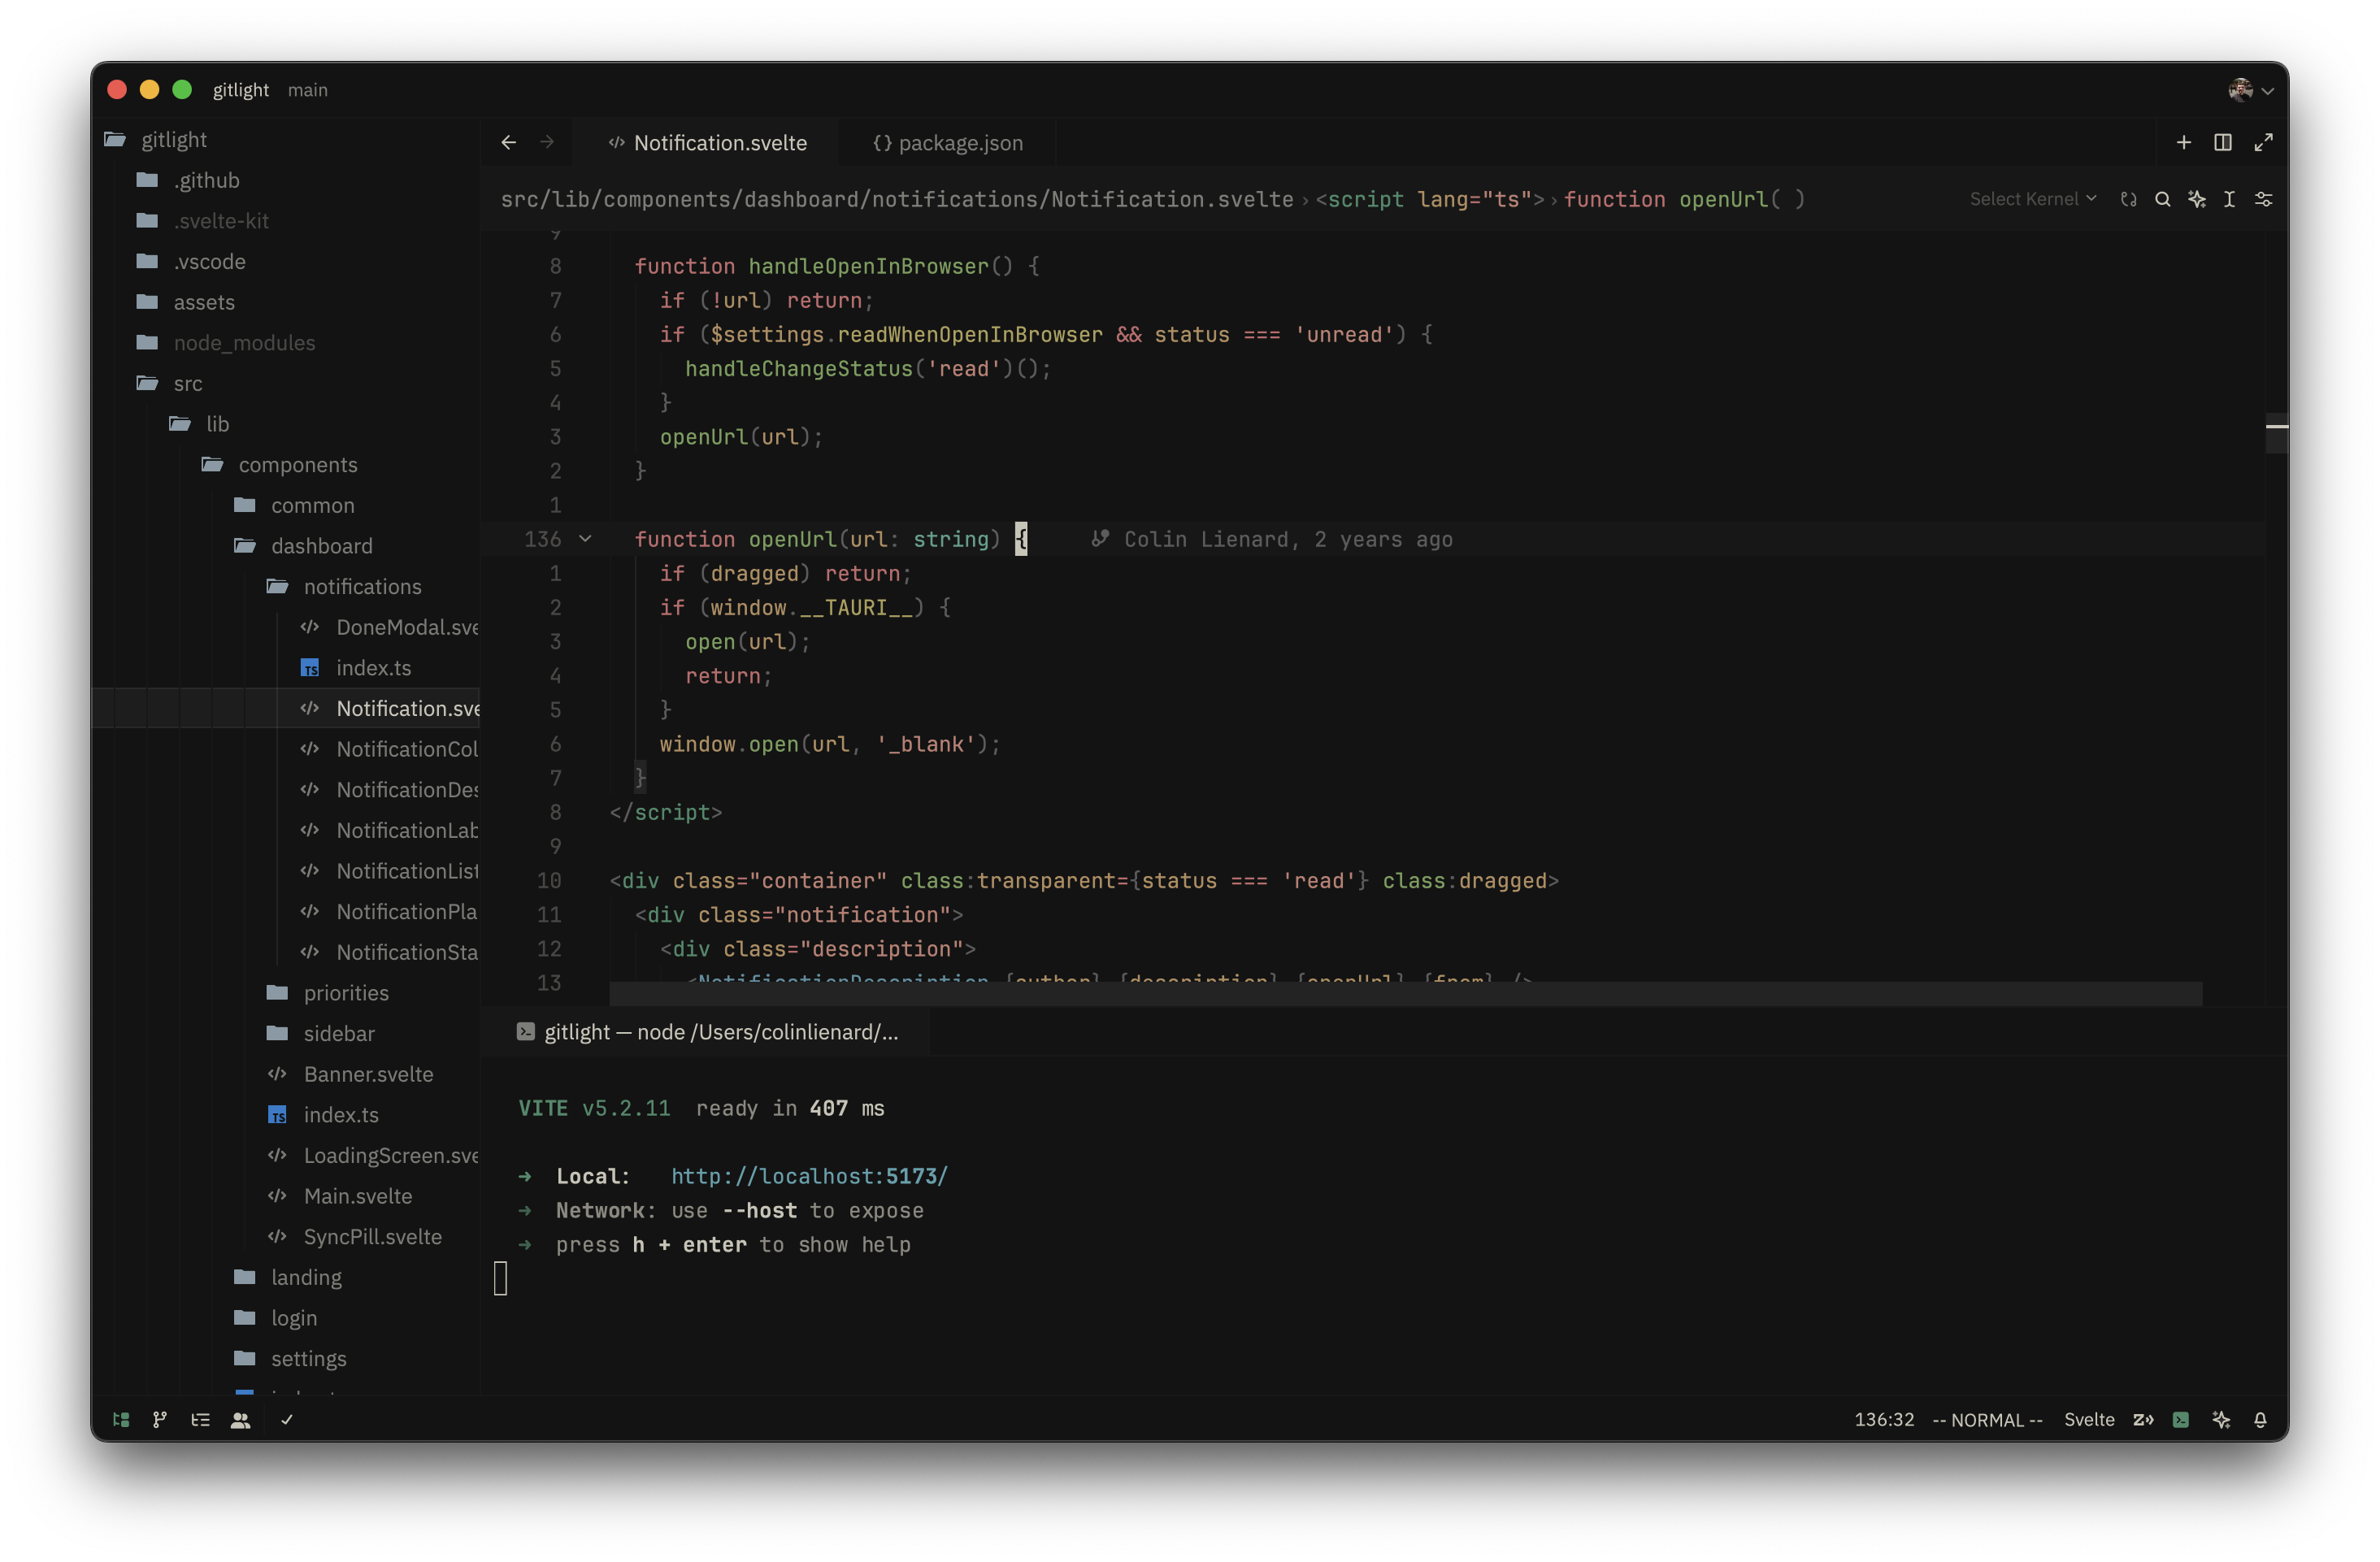 gitlight main
gitlight
.github
.svelte-kit
.vscode
assets
node_modules
src
lib
components
common
dashboard
notifications
DoneModal.sve
index.ts
Notification.sve
NotificationCol
NotificationDes
NotificationLab
NotificationList
NotificationPla
NotificationSta
priorities
sidebar
Banner.svelte
index.ts
LoadingScreen.sve
Main.svelte
SyncPill.svelte
landing
login
settings
Notification.svelte
{} package.json
src/lib/components/dashboard/notifications/Notification.svelte › <script lang="ts"> › function openUrl( )
Select Kernel
9
8 function handleOpenInBrowser() {
7 if (!url) return;
6 if ($settings.readWhenOpenInBrowser && status === 'unread') {
5 handleChangeStatus('read')();
4 }
3 openUrl(url);
2 }
1
136 function openUrl(url: string) { Colin Lienard, 2 years ago
1 if (dragged) return;
2 if (window.__TAURI__) {
3 open(url);
4 return;
5 }
6 window.open(url, '_blank');
7 }
8 </script>
9
10 <div class="container" class:transparent={status === 'read'} class:dragged>
11 <div class="notification">
12 <div class="description">
13 <NotificationDescription {author} {description} {openUrl} {from} />
gitlight — node /Users/colinlienard/...
VITE v5.2.11 ready in 407 ms
➜ Local: http://localhost:5173/
➜ Network: use --host to expose
➜ press h + enter to show help
136:32 -- NORMAL -- Svelte